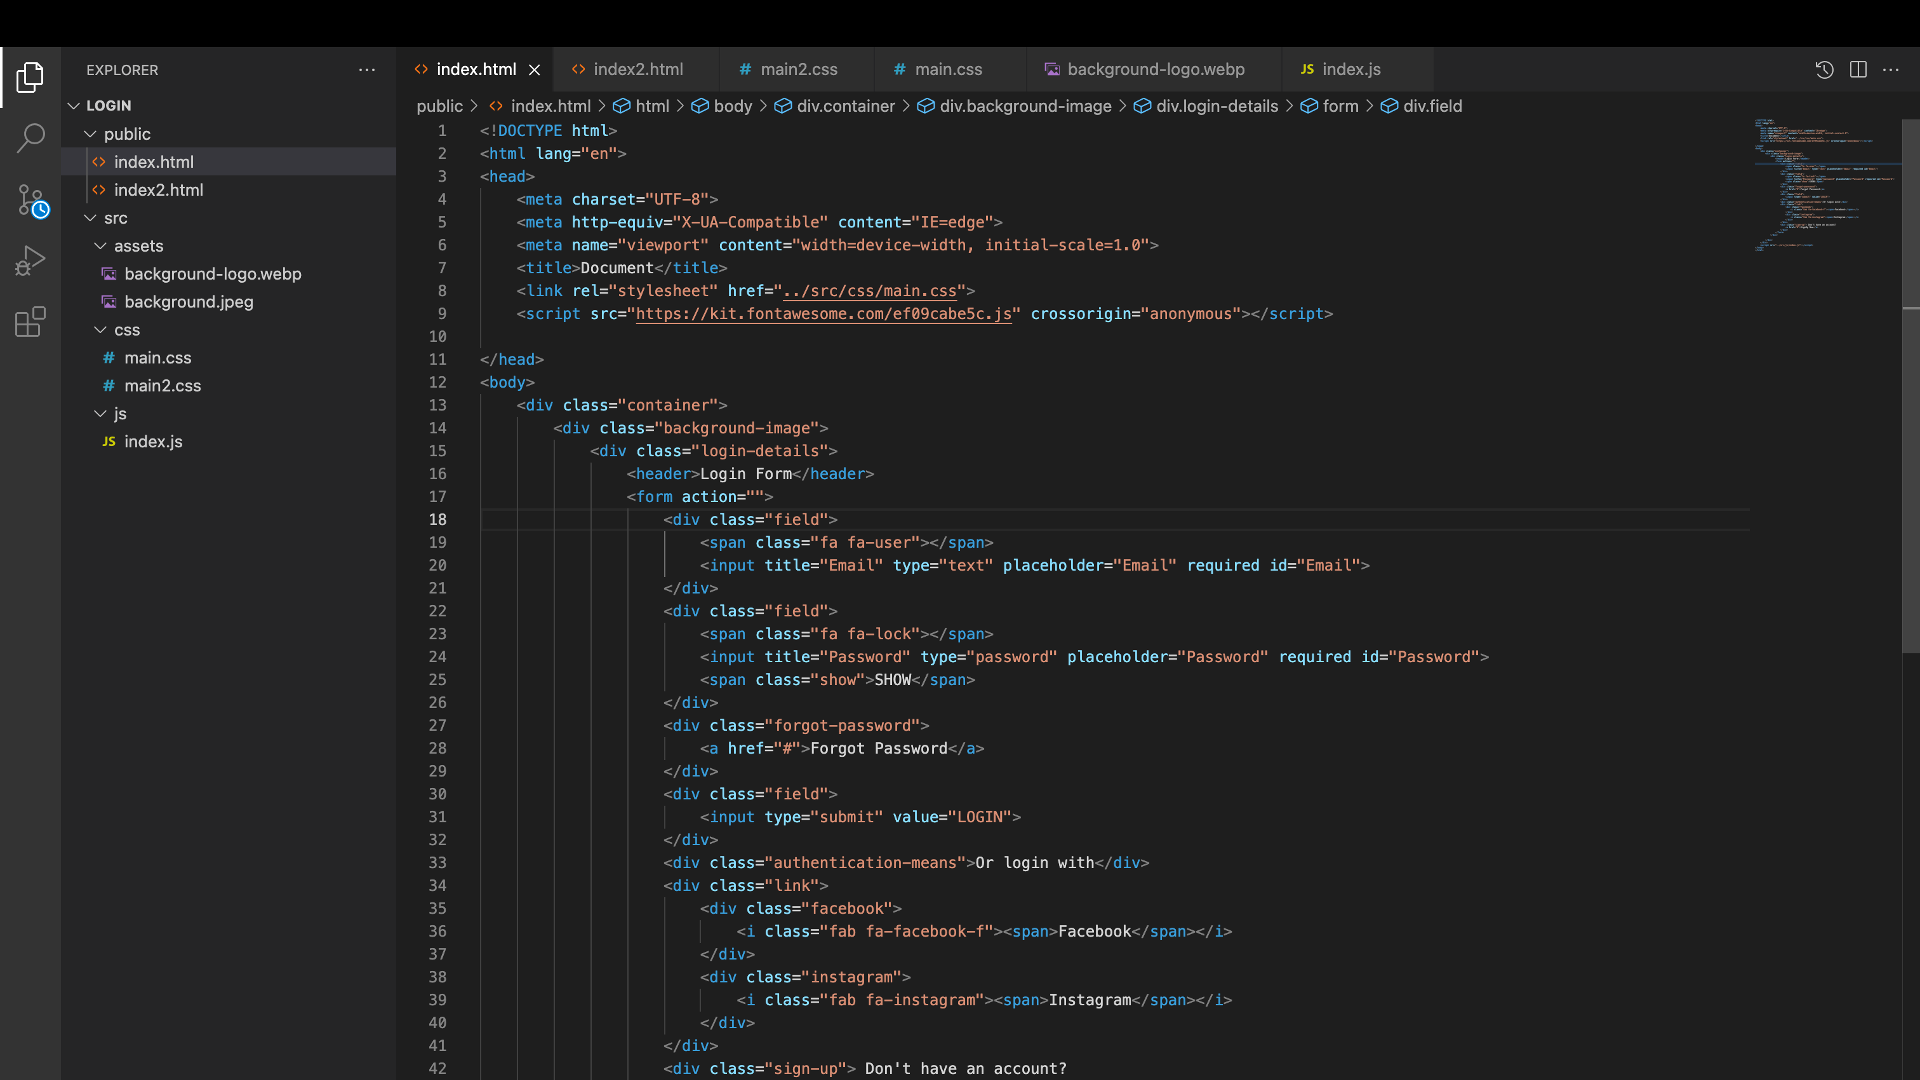 EXPLORER
LOGIN
public
index.html
index2.html
src
assets
background-logo.webp
background.jpeg
css
# main.css
# main2.css
js
JS index.js
index.html
index2.html
# main2.css
# main.css
background-logo.webp
JS index.js
public > index.html > html > body > div.container > div.background-image > div.login-details > form > div.field
1 <!DOCTYPE html>
2 <html lang="en">
3 <head>
4     <meta charset="UTF-8">
5     <meta http-equiv="X-UA-Compatible" content="IE=edge">
6     <meta name="viewport" content="width=device-width, initial-scale=1.0">
7     <title>Document</title>
8     <link rel="stylesheet" href="../src/css/main.css">
9     <script src="https://kit.fontawesome.com/ef09cabe5c.js" crossorigin="anonymous"></script>
10
11 </head>
12 <body>
13     <div class="container">
14         <div class="background-image">
15             <div class="login-details">
16                 <header>Login Form</header>
17                 <form action="">
18                     <div class="field">
19                         <span class="fa fa-user"></span>
20                         <input title="Email" type="text" placeholder="Email" required id="Email">
21                     </div>
22                     <div class="field">
23                         <span class="fa fa-lock"></span>
24                         <input title="Password" type="password" placeholder="Password" required id="Password">
25                         <span class="show">SHOW</span>
26                     </div>
27                     <div class="forgot-password">
28                         <a href="#">Forgot Password</a>
29                     </div>
30                     <div class="field">
31                         <input type="submit" value="LOGIN">
32                     </div>
33                     <div class="authentication-means">Or login with</div>
34                     <div class="link">
35                         <div class="facebook">
36                             <i class="fab fa-facebook-f"><span>Facebook</span></i>
37                         </div>
38                         <div class="instagram">
39                             <i class="fab fa-instagram"><span>Instagram</span></i>
40                         </div>
41                     </div>
42                     <div class="sign-up"> Don't have an account?